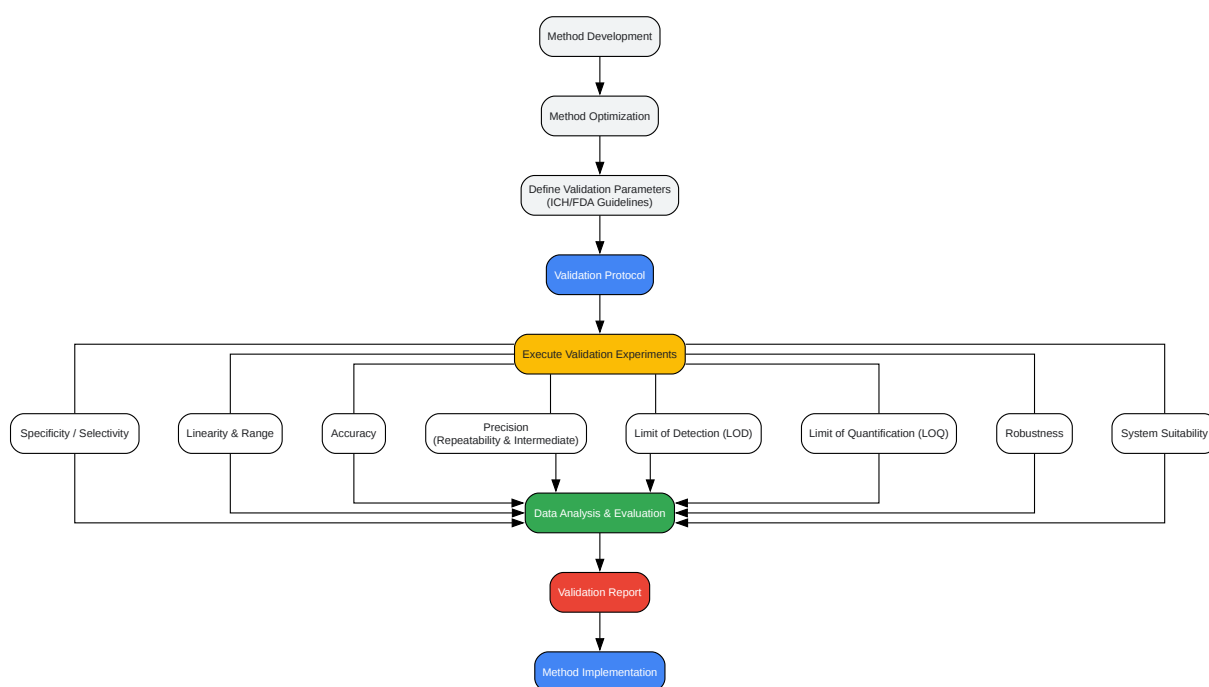 Method Development
Method Optimization
Define Validation Parameters
(ICH/FDA Guidelines)
Validation Protocol
Execute Validation Experiments
Specificity / Selectivity
Linearity & Range
Accuracy
Precision
(Repeatability & Intermediate)
Limit of Detection (LOD)
Limit of Quantification (LOQ)
Robustness
System Suitability
Data Analysis & Evaluation
Validation Report
Method Implementation